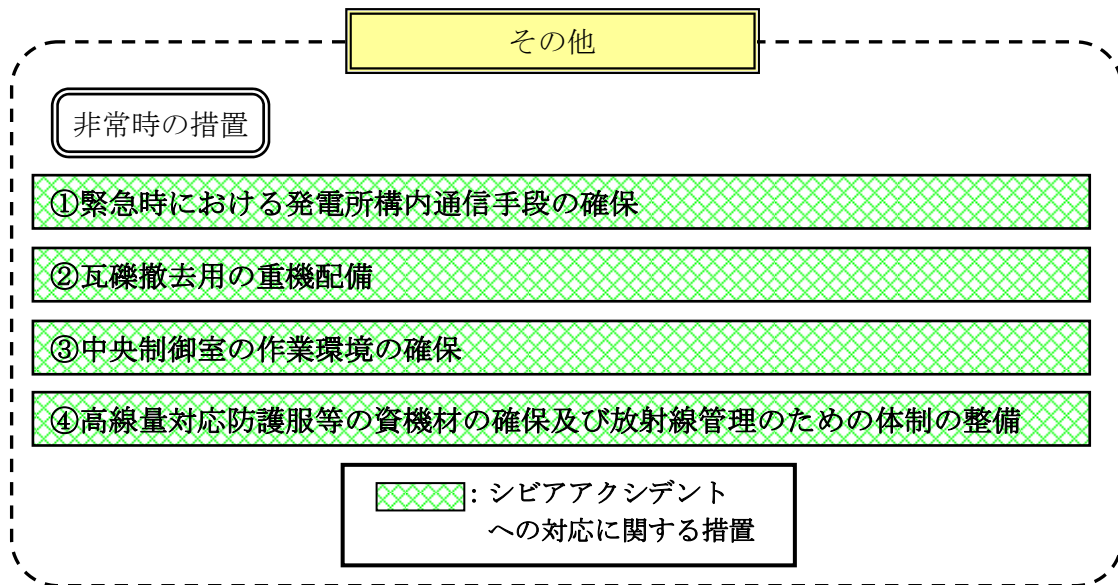 その他
非常時の措置
①緊急時における発電所構内通信手段の確保
②瓦礫撤去用の重機配備
③中央制御室の作業環境の確保
④高線量対応防護服等の資機材の確保及び放射線管理のための体制の整備
：シビアアクシデント
への対応に関する措置